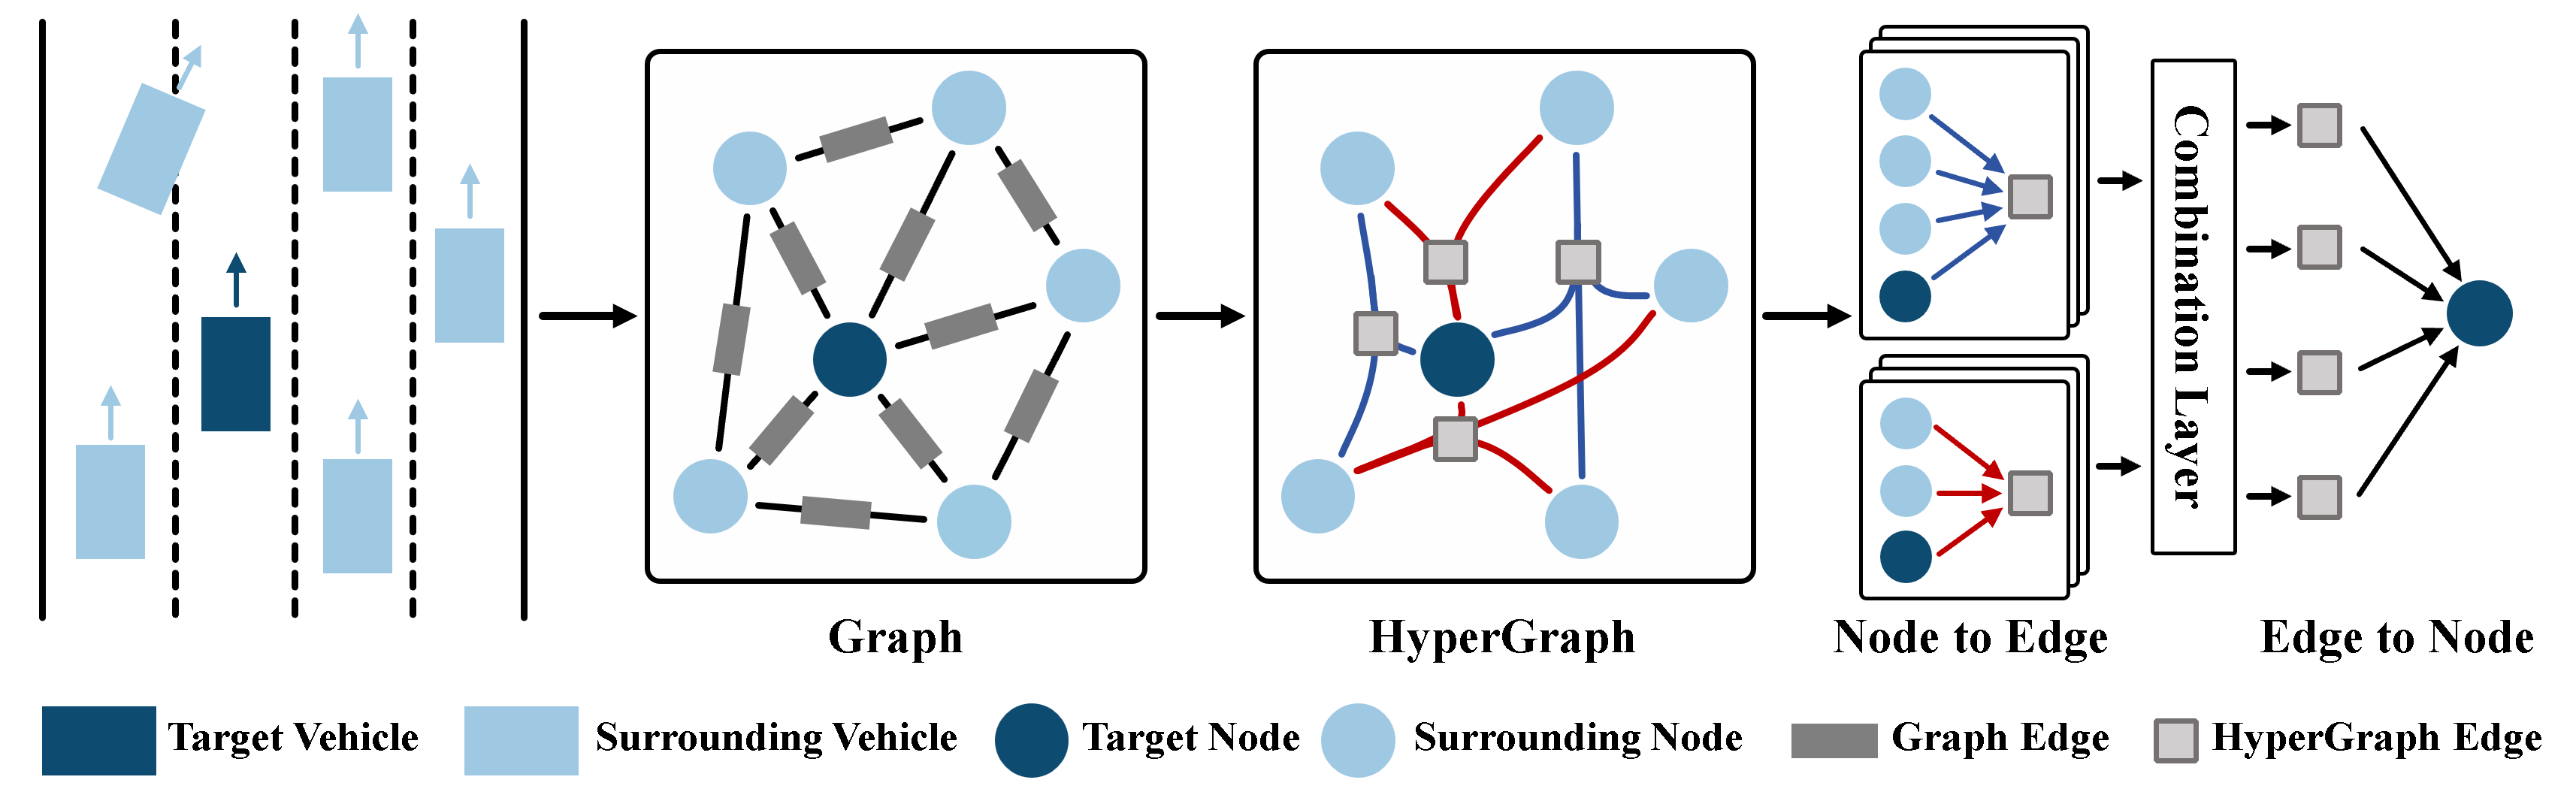 Combination Layer
Graph
HyperGraph
Node to Edge
Edge to Node
Target Vehicle
Surrounding Vehicle
Target Node
Surrounding Node
Graph Edge
HyperGraph Edge